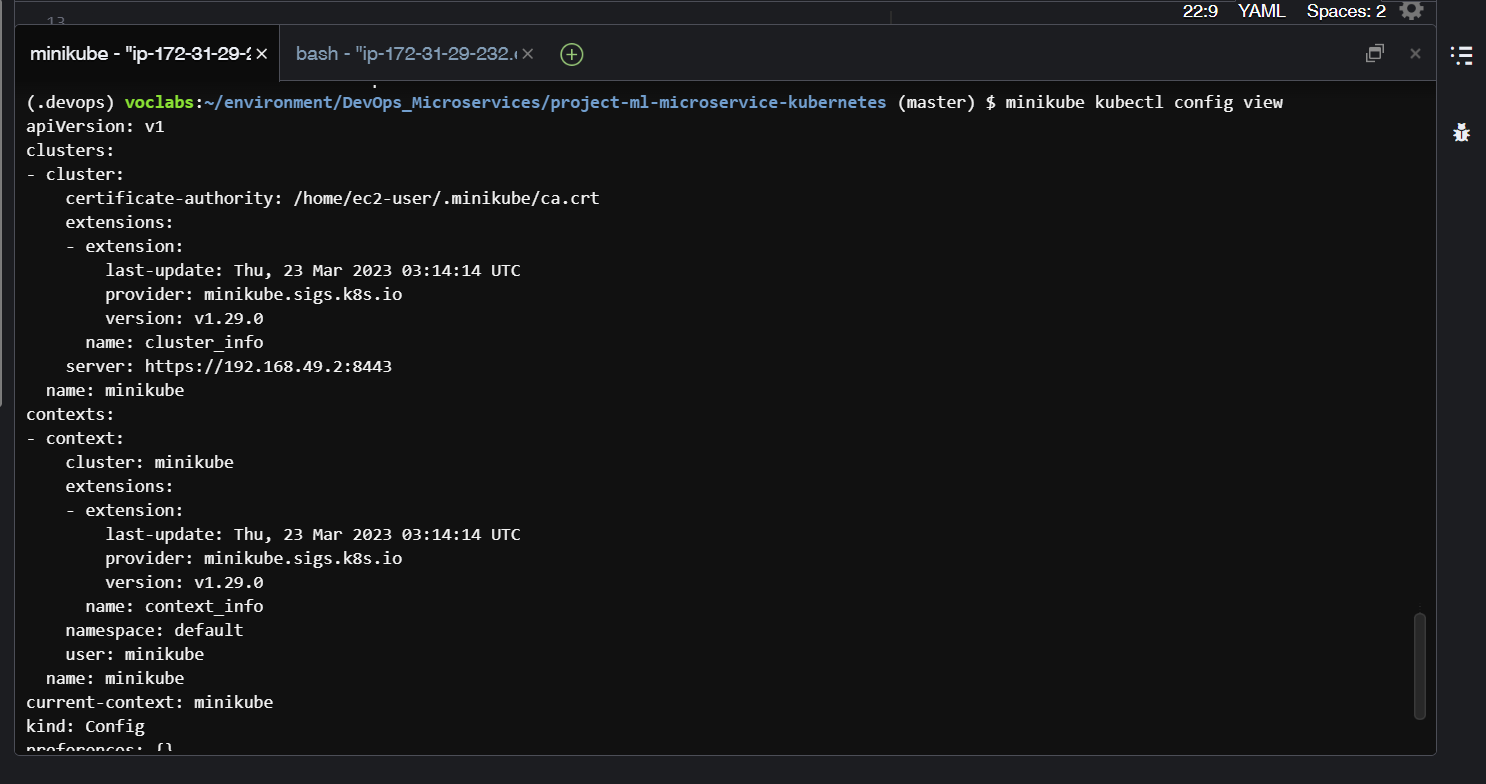 13
22:9 YAML Spaces: 2
minikube - "ip-172-31-29-2 bash - "ip-172-31-29-232.
(.devops) voclabs:~/environment/DevOps_Microservices/project-ml-microservice-kubernetes (master) $ minikube kubectl config view
apiVersion: v1
clusters:
- cluster:
    certificate-authority: /home/ec2-user/.minikube/ca.crt
    extensions:
    - extension:
        last-update: Thu, 23 Mar 2023 03:14:14 UTC
        provider: minikube.sigs.k8s.io
        version: v1.29.0
      name: cluster_info
    server: https://192.168.49.2:8443
  name: minikube
contexts:
- context:
    cluster: minikube
    extensions:
    - extension:
        last-update: Thu, 23 Mar 2023 03:14:14 UTC
        provider: minikube.sigs.k8s.io
        version: v1.29.0
      name: context_info
    namespace: default
    user: minikube
  name: minikube
current-context: minikube
kind: Config
preferences: {}